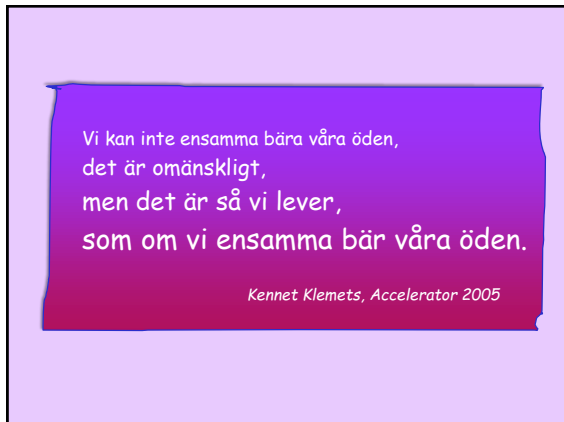 Vi kan inte ensamma bära våra öden,
det är omänskligt,
men det är så vi lever,
som om vi ensamma bär våra öden.
Kennet Klemets, Accelerator 2005